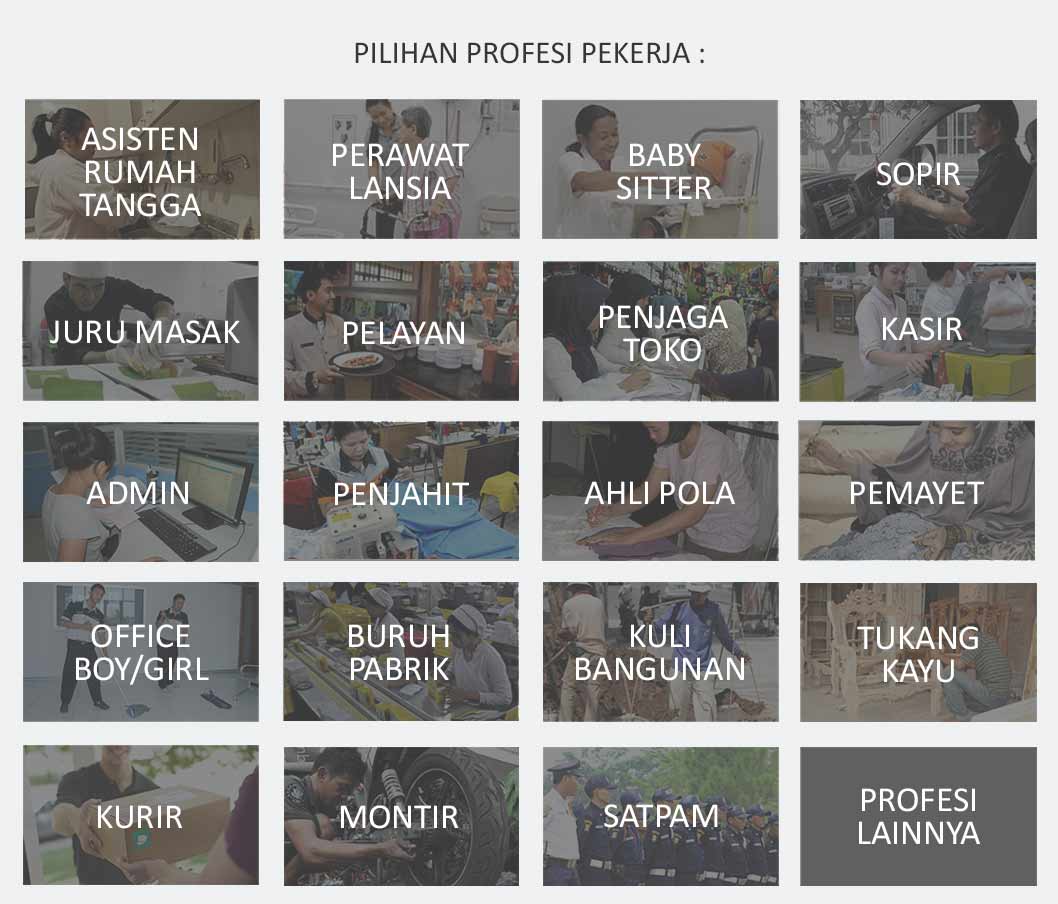 PILIHAN PROFESI PEKERJA :
ASISTEN
RUMAH
TANGGA
PERAWAT
LANSIA
BABY
SITTER
SOPIR
JURU MASAK
PELAYAN
PENJAGA
TOKO
KASIR
ADMIN
PENJAHIT
AHLI POLA
PEMAYET
OFFICE
BOY/GIRL
BURUH
PABRIK
KULI
BANGUNAN
TUKANG
KAYU
KURIR
MONTIR
SATPAM
PROFESI
LAINNYA